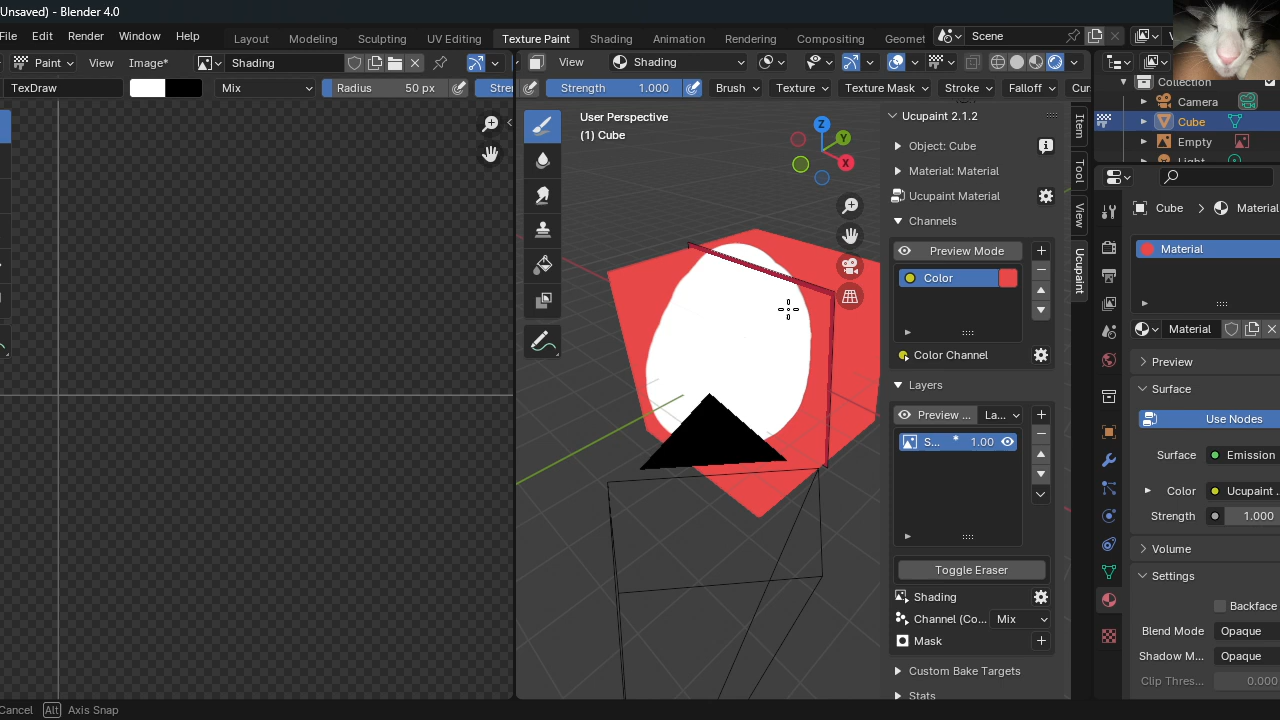 Unsaved) - Blender 4.0
File Edit Render Window Help
Layout Modeling Sculpting UV Editing Texture Paint Shading Animation Rendering Compositing Geomet
Scene
Paint View Image* Shading
View Shading
TexDraw Mix Radius 50 px Stre
Strength 1.000 Brush Texture Texture Mask Stroke Falloff Cur
User Perspective
(1) Cube
Z
Y
X
Ucupaint 2.1.2
Object: Cube
Material: Material
Ucupaint Material
Channels
Preview Mode
Color
Color Channel
Layers
Preview ... La...
S... * 1.00
Toggle Eraser
Shading
Channel (Co... Mix
Mask
Custom Bake Targets
Stats
Item
Tool
View
Ucupaint
Collection
Camera
Cube
Empty
Light
Cube Material
Material
Material
Preview
Surface
Use Nodes
Surface Emission
Color Ucupaint .
Strength 1.000
Volume
Settings
Backface
Blend Mode Opaque
Shadow M... Opaque
Clip Thres... 0.000
Cancel Alt Axis Snap